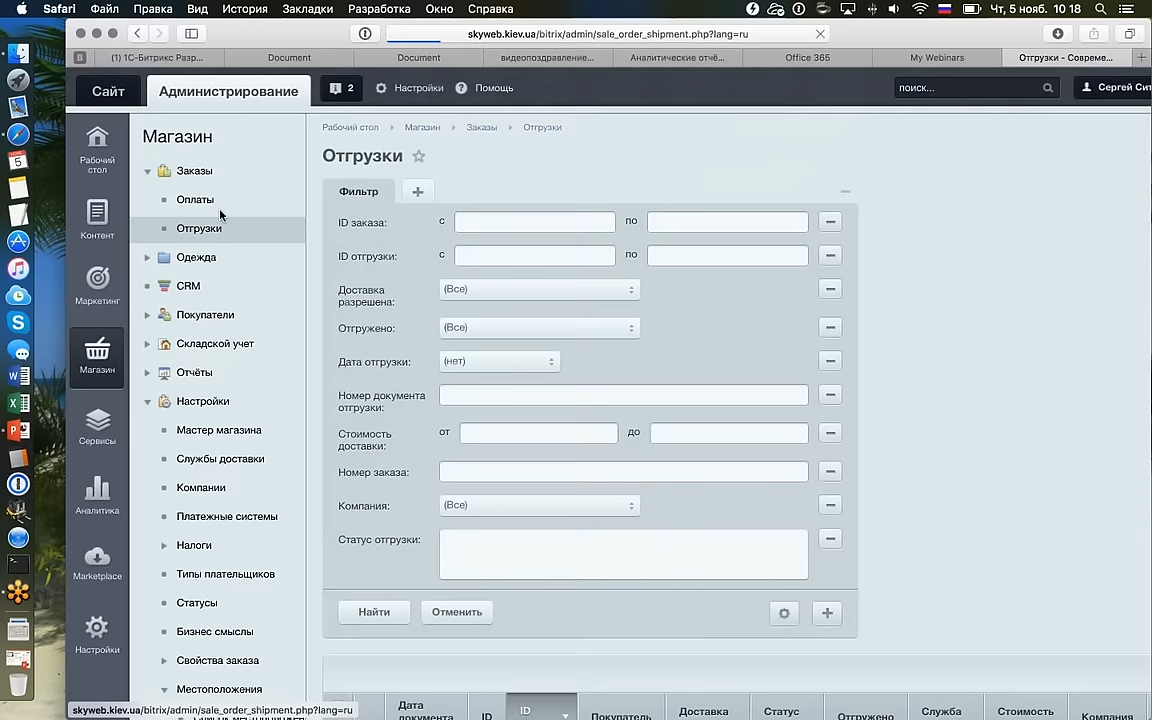 Safari Файл Правка Вид История Закладки Разработка Окно Справка Чт, 5 нояб. 10 18
skyweb.kiev.ua/bitrix/admin/sale_order_shipment.php?lang=ru
(1) 1С-Битрикс Разр... Document Document видеопоздравление... Аналитические отчё... Office 365 My Webinars Отгрузки - Совреме...
Сайт Администрирование 2 Настройки Помощь поиск... Сергей Сит
Рабочий стол Магазин Заказы Отгрузки
Рабочий стол
Контент
Маркетинг
Магазин
Сервисы
Аналитика
Marketplace
Настройки
Магазин
Заказы
Оплаты
Отгрузки
Одежда
CRM
Покупатели
Складской учет
Отчёты
Настройки
Мастер магазина
Службы доставки
Компании
Платежные системы
Налоги
Типы плательщиков
Статусы
Бизнес смыслы
Свойства заказа
Местоположения
skyweb.kiev.ua/bitrix/admin/sale_order_shipment.php?lang=ru
Отгрузки
Фильтр
ID заказа: с по
ID отгрузки: с по
Доставка разрешена: (Все)
Отгружено: (Все)
Дата отгрузки: (нет)
Номер документа отгрузки:
Стоимость доставки: от до
Номер заказа:
Компания: (Все)
Статус отгрузки:
Найти Отменить
Дата документа ID ID Покупатель Доставка Статус Отгружено Служба Стоимость Компания